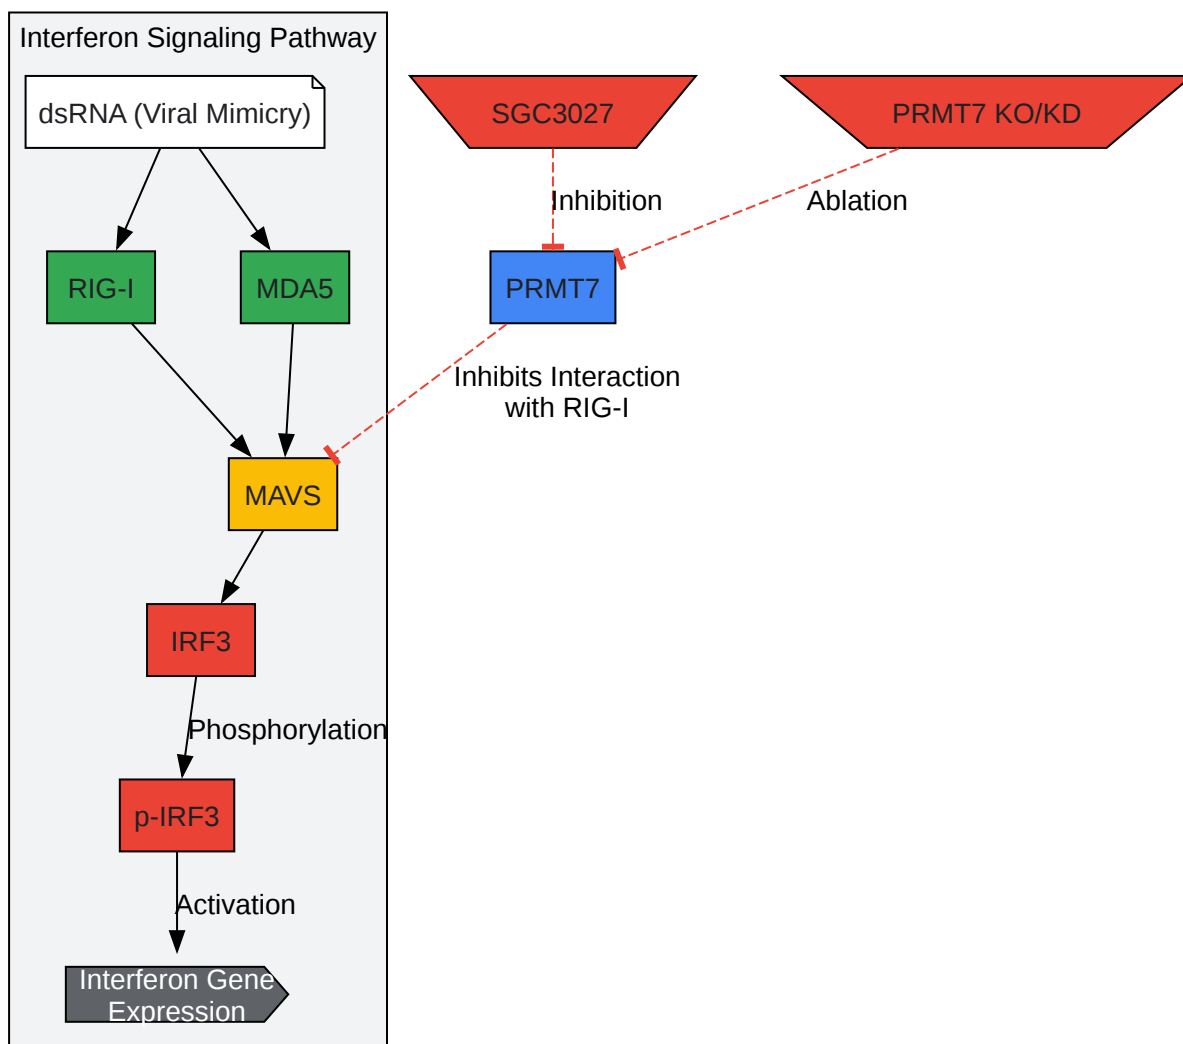 Interferon Signaling Pathway
dsRNA (Viral Mimicry)
SGC3027
PRMT7 KO/KD
Inhibition
Ablation
RIG-I
MDA5
PRMT7
Inhibits Interaction
with RIG-I
MAVS
IRF3
Phosphorylation
p-IRF3
Activation
Interferon Gene
Expression